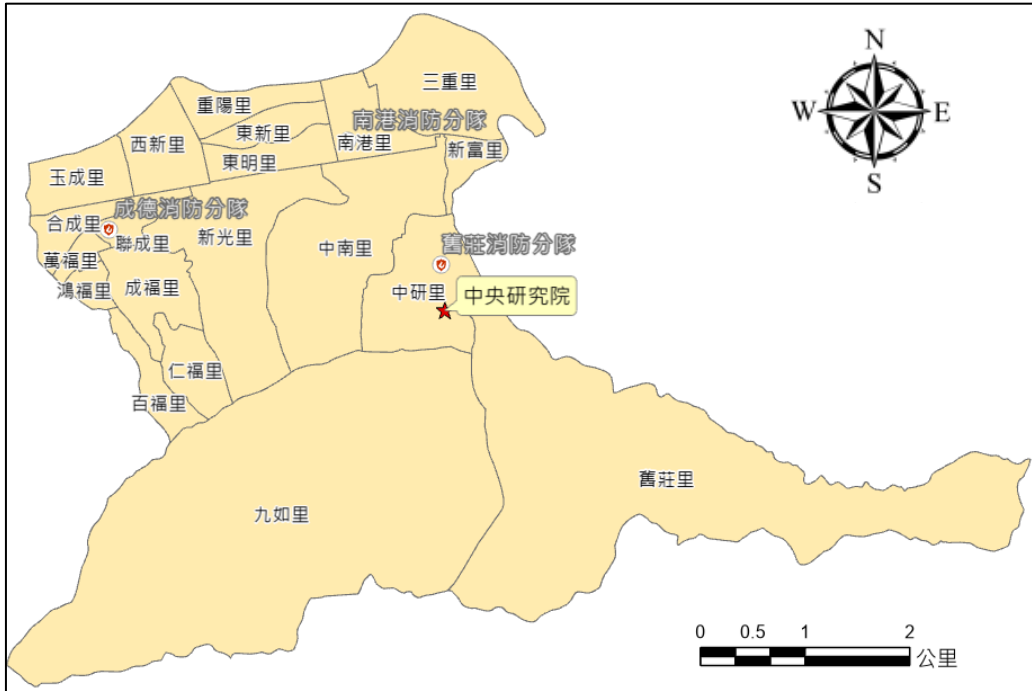 N
W
E
S
三重里
重陽里
南港消防分隊
東新里
南港里
西新里
新富里
東明里
玉成里
成德消防分隊
合成里
新光里
聯成里
中南里
舊莊消防分隊
萬福里
鴻福里
成福里
中研里
中央研究院
仁福里
百福里
舊莊里
九如里
0 0.5 1 2
公里